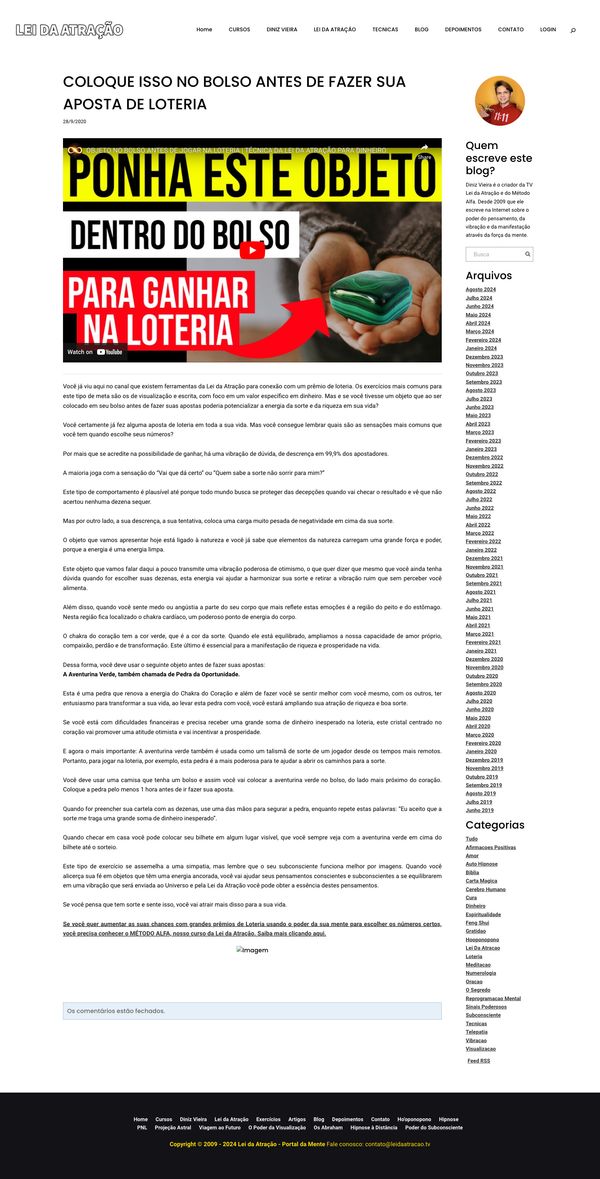 LEI DA ATRAÇÃO
Home CURSOS DINIZ VIEIRA LEI DA ATRAÇÃO TECNICAS BLOG DEPOIMENTOS CONTATO LOGIN
COLOQUE ISSO NO BOLSO ANTES DE FAZER SUA
APOSTA DE LOTERIA
28/9/2020
OBJETO NO BOLSO ANTES DE JOGAR NA LOTERIA | TÉCNICA DA LEI DA ATRAÇÃO PARA DINHEIRO
Share
PONHA ESTE OBJETO
DENTRO DO BOLSO
PARA GANHAR
NA LOTERIA
Watch on YouTube
Você já viu aqui no canal que existem ferramentas da Lei da Atração para conexão com um prêmio de loteria. Os exercícios mais comuns para
este tipo de meta são os de visualização e escrita, com foco em um valor específico em dinheiro. Mas e se você tivesse um objeto que ao ser
colocado em seu bolso antes de fazer suas apostas poderia potencializar a energia da sorte e da riqueza em sua vida?
Você certamente já fez alguma aposta de loteria em toda a sua vida. Mas você consegue lembrar quais são as sensações mais comuns que
você tem quando escolhe seus números?
Por mais que se acredite na possibilidade de ganhar, há uma vibração de dúvida, de descrença em 99,9% dos apostadores.
A maioria joga com a sensação do “Vai que dá certo” ou “Quem sabe a sorte não sorrir para mim?”
Este tipo de comportamento é plausível até porque todo mundo busca se proteger das decepções quando vai checar o resultado e vê que não
acertou nenhuma dezena sequer.
Mas por outro lado, a sua descrença, a sua tentativa, coloca uma carga muito pesada de negatividade em cima da sua sorte.
O objeto que vamos apresentar hoje está ligado à natureza e você já sabe que elementos da natureza carregam uma grande força e poder,
porque a energia é uma energia limpa.
Este objeto que vamos falar daqui a pouco transmite uma vibração poderosa de otimismo, o que quer dizer que mesmo que você ainda tenha
dúvida quando for escolher suas dezenas, esta energia vai ajudar a harmonizar sua sorte e retirar a vibração ruim que sem perceber você
alimenta.
Além disso, quando você sente medo ou angústia a parte do seu corpo que mais reflete estas emoções é a região do peito e do estômago.
Nesta região fica localizado o chakra cardíaco, um poderoso ponto de energia do corpo.
O chakra do coração tem a cor verde, que é a cor da sorte. Quando ele está equilibrado, ampliamos a nossa capacidade de amor próprio,
compaixão, perdão e de transformação. Este último é essencial para a manifestação de riqueza e prosperidade na vida.
Dessa forma, você deve usar o seguinte objeto antes de fazer suas apostas:
A Aventurina Verde, também chamada de Pedra da Oportunidade.
Esta é uma pedra que renova a energia do Chakra do Coração e além de fazer você se sentir melhor com você mesmo, com os outros, ter
entusiasmo para transformar a sua vida, ao levar esta pedra com você, você estará ampliando sua atração de riqueza e boa sorte.
Se você está com dificuldades financeiras e precisa receber uma grande soma de dinheiro inesperado na loteria, este cristal centrado no
coração vai promover uma atitude otimista e vai incentivar a prosperidade.
E agora o mais importante: A aventurina verde também é usada como um talismã de sorte de um jogador desde os tempos mais remotos.
Portanto, para jogar na loteria, por exemplo, esta pedra é a mais poderosa para te ajudar a abrir os caminhos para a sorte.
Você deve usar uma camisa que tenha um bolso e assim você vai colocar a aventurina verde no bolso, do lado mais próximo do coração.
Coloque a pedra pelo menos 1 hora antes de ir fazer sua aposta.
Quando for preencher sua cartela com as dezenas, use uma das mãos para segurar a pedra, enquanto repete estas palavras: “Eu aceito que a
sorte me traga uma grande soma de dinheiro inesperado”.
Quando checar em casa você pode colocar seu bilhete em algum lugar visível, que você sempre veja com a aventurina verde em cima do
bilhete até o sorteio.
Este tipo de exercício se assemelha a uma simpatia, mas lembre que o seu subconsciente funciona melhor por imagens. Quando você
alicerça sua fé em objetos que têm uma energia ancorada, você vai ajudar seus pensamentos conscientes e subconscientes a se equilibrarem
em uma vibração que será enviada ao Universo e pela Lei da Atração você pode obter a essência destes pensamentos.
Se você pensa que tem sorte e sente isso, você vai atrair mais disso para a sua vida.
Se você quer aumentar as suas chances com grandes prêmios de Loteria usando o poder da sua mente para escolher os números certos,
você precisa conhecer o MÉTODO ALFA, nosso curso da Lei da Atração. Saiba mais clicando aqui.
Imagem
Os comentários estão fechados.
11:11
Quem
escreve este
blog?
Diniz Vieira é o criador da TV
Lei da Atração e do Método
Alfa. Desde 2009 que ele
escreve na Internet sobre o
poder do pensamento, da
vibração e da manifestação
através da força da mente.
Busca
Arquivos
Agosto 2024
Julho 2024
Junho 2024
Maio 2024
Abril 2024
Março 2024
Fevereiro 2024
Janeiro 2024
Dezembro 2023
Novembro 2023
Outubro 2023
Setembro 2023
Agosto 2023
Julho 2023
Junho 2023
Maio 2023
Abril 2023
Março 2023
Fevereiro 2023
Janeiro 2023
Dezembro 2022
Novembro 2022
Outubro 2022
Setembro 2022
Agosto 2022
Julho 2022
Junho 2022
Maio 2022
Abril 2022
Março 2022
Fevereiro 2022
Janeiro 2022
Dezembro 2021
Novembro 2021
Outubro 2021
Setembro 2021
Agosto 2021
Julho 2021
Junho 2021
Maio 2021
Abril 2021
Março 2021
Fevereiro 2021
Janeiro 2021
Dezembro 2020
Novembro 2020
Outubro 2020
Setembro 2020
Agosto 2020
Julho 2020
Junho 2020
Maio 2020
Abril 2020
Março 2020
Fevereiro 2020
Janeiro 2020
Dezembro 2019
Novembro 2019
Outubro 2019
Setembro 2019
Agosto 2019
Julho 2019
Junho 2019
Categorias
Tudo
Afirmacoes Positivas
Amor
Auto Hipnose
Bíblia
Carta Magica
Cerebro Humano
Cura
Dinheiro
Espiritualidade
Feng Shui
Gratidao
Hooponopono
Lei Da Atracao
Loteria
Meditacao
Numerologia
Oracao
O Segredo
Reprogramacao Mental
Sinais Poderosos
Subconsciente
Tecnicas
Telepatia
Vibracao
Visualizacao
Feed RSS
Home Cursos Diniz Vieira Lei da Atração Exercícios Artigos Blog Depoimentos Contato Ho'oponopono Hipnose
PNL Projeção Astral Viagem ao Futuro O Poder da Visualização Os Abraham Hipnose à Distância Poder do Subconsciente
Copyright © 2009 - 2024 Lei da Atração - Portal da Mente Fale conosco: contato@leidaatracao.tv